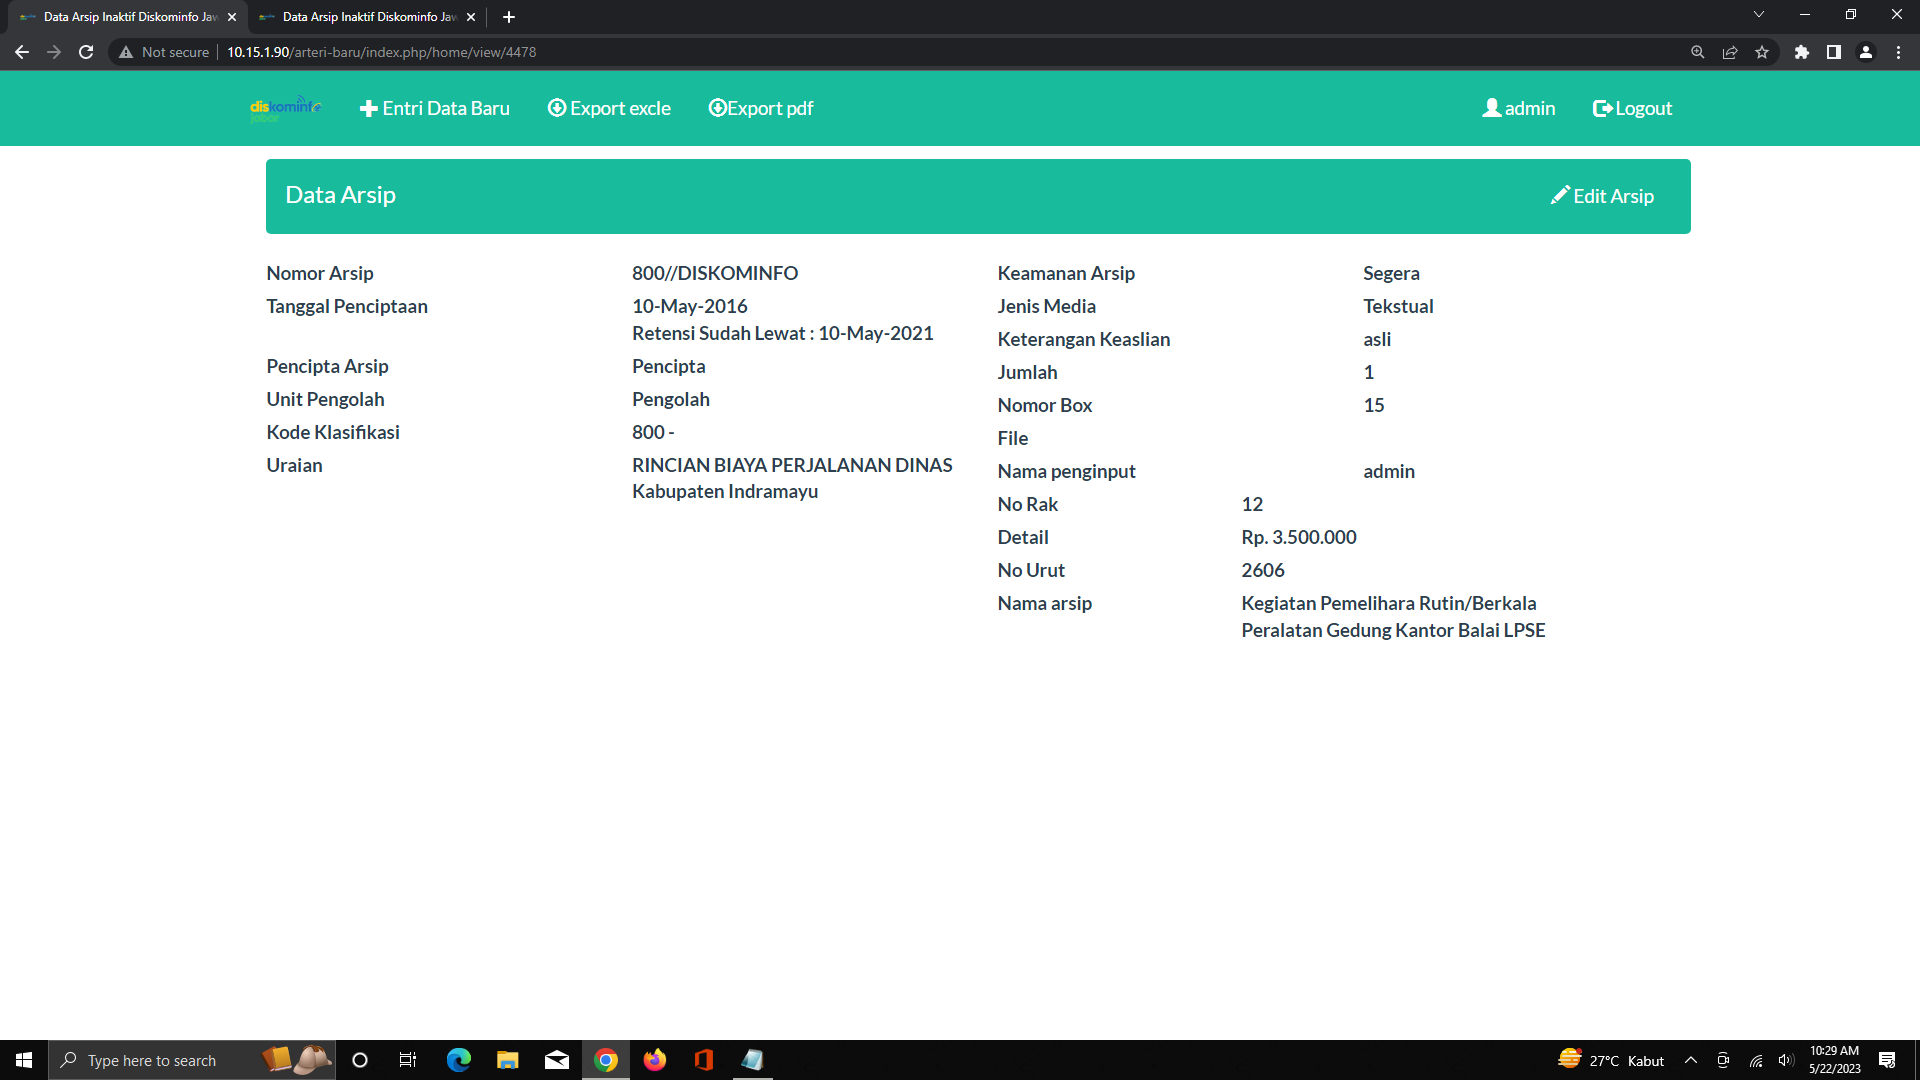 Data Arsip Inaktif Diskominfo Jaw
Data Arsip Inaktif Diskominfo Jaw
Not secure
10.15.1.90/arteri-baru/index.php/home/view/4478
diskominfo
jabar
Entri Data Baru
Export excle
Export pdf
admin
Logout
Data Arsip
Edit Arsip
Nomor Arsip
800//DISKOMINFO
Tanggal Penciptaan
10-May-2016
Retensi Sudah Lewat : 10-May-2021
Pencipta Arsip
Pencipta
Unit Pengolah
Pengolah
Kode Klasifikasi
800 -
Uraian
RINCIAN BIAYA PERJALANAN DINAS
Kabupaten Indramayu
Keamanan Arsip
Segera
Jenis Media
Tekstual
Keterangan Keaslian
asli
Jumlah
1
Nomor Box
15
File
Nama penginput
admin
No Rak
12
Detail
Rp. 3.500.000
No Urut
2606
Nama arsip
Kegiatan Pemelihara Rutin/Berkala
Peralatan Gedung Kantor Balai LPSE
Type here to search
27°C Kabut
10:29 AM
5/22/2023